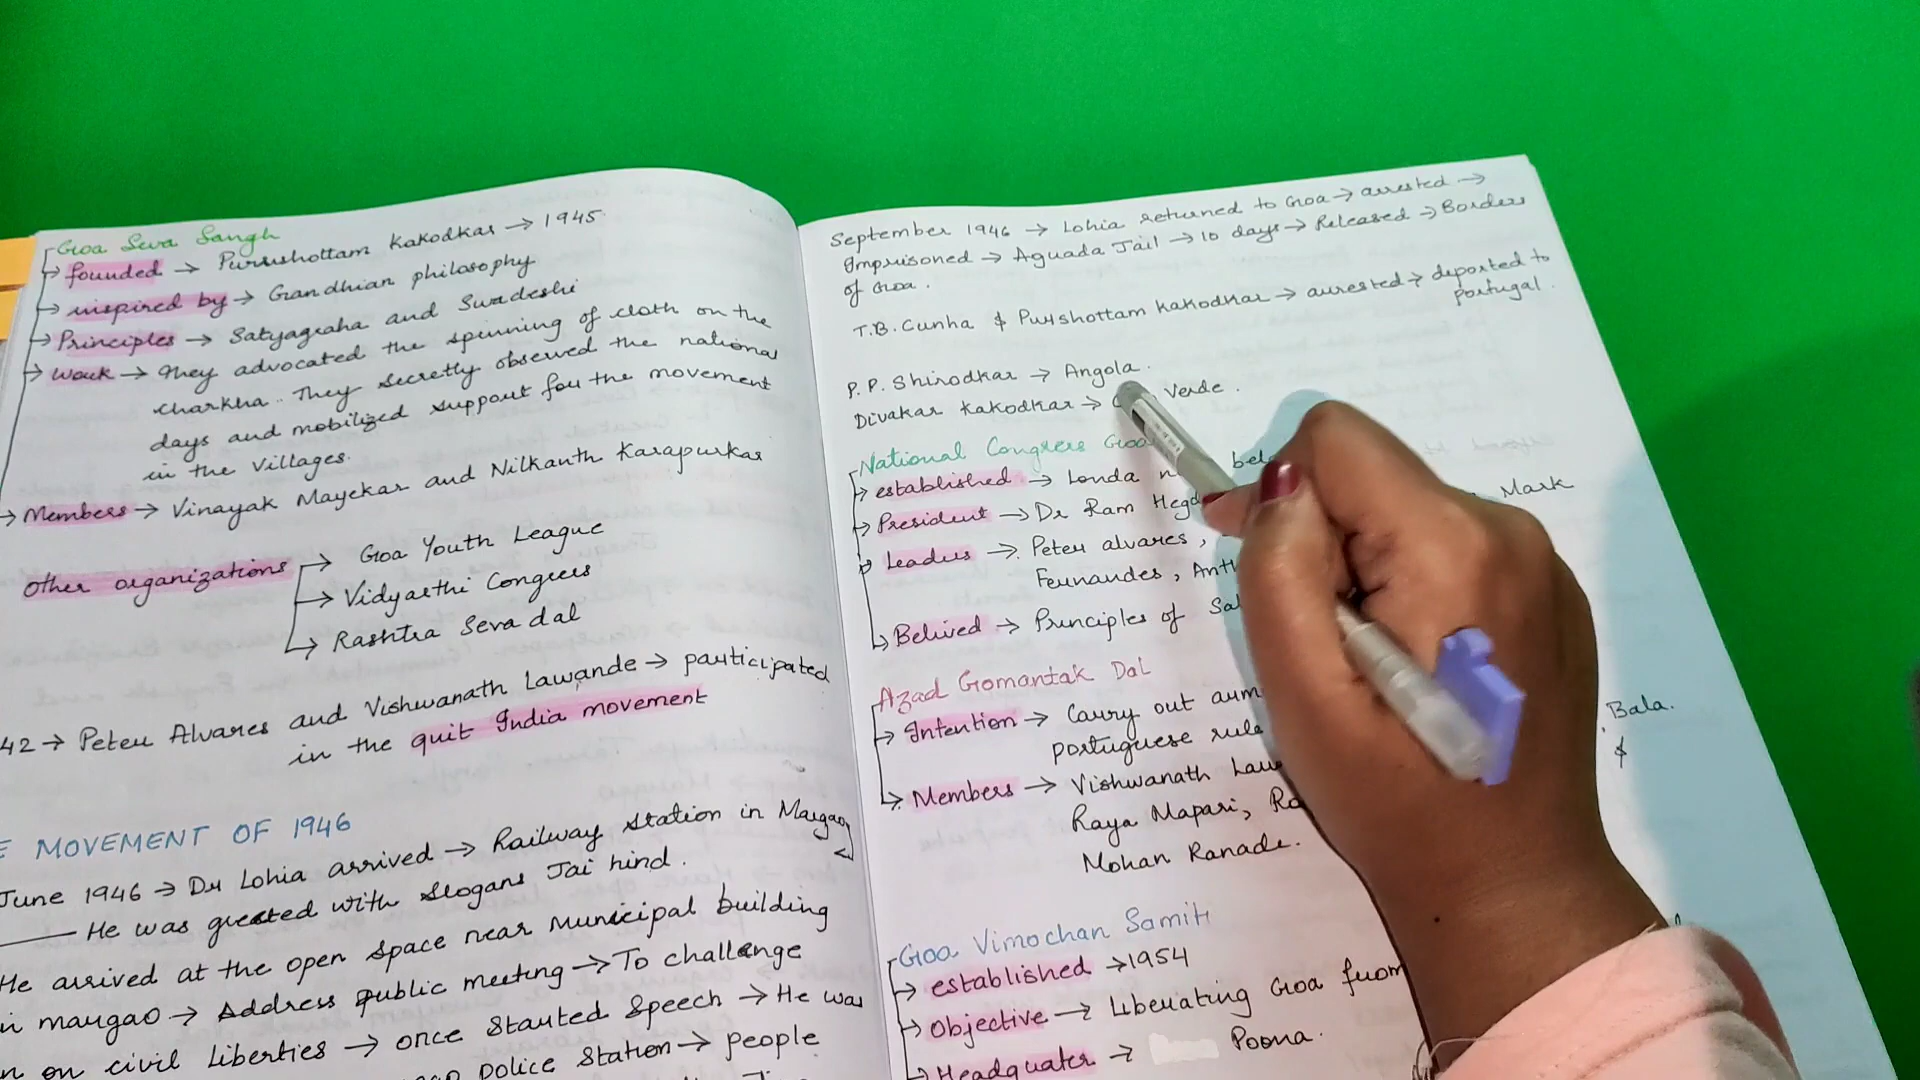 Goa Seva Sangh
founded → Purushottam Kakodkar → 1945
inspired by → Gandhian philosophy
Principles → Satyagraha and Swadeshi
Work → They advocated the spinning of cloth on the
charkha. They secretly observed the national
days and mobilized support for the movement
in the Villages.
Members → Vinayak Mayekar and Nilkanth Karapurkar
Other organizations → Goa Youth League
→ Vidyarthi Congress
→ Rashtra Seva dal
42 → Peter Alvares and Vishwanath Lawande → participated
in the quit India movement
E MOVEMENT OF 1946
June 1946 → Dr Lohia arrived → Railway station in Margao
He was greeted with slogans Jai hind.
He arrived at the open space near Municipal building
in margao → Address public meeting → To challenge
n on civil liberties → once Started Speech → He was
police Station → people
September 1946 → Lohia returned to Goa → arrested →
Imprisoned → Aguada Jail → 10 days → Released → Borders
of Goa.
T.B. Cunha & Purshottam Kakodkar → arrested → deported to
portugal.
P.P. Shirodkar → Angola.
Divakar Kakodkar → Verde.
National Congress Goa
established → Londa
President → Dr Ram
Leaders → Peter alvares, Mark
Fernandes,
Belived → Principles of
Azad Gomantak Dal
Intention → Carry out
portuguese rule
Members → Vishwanath Bala.
Raya Mapari, &
Mohan Ranade.
Goa Vimochan Samiti
established → 1954
Objective → Liberating Goa from
Headquater → Poona.